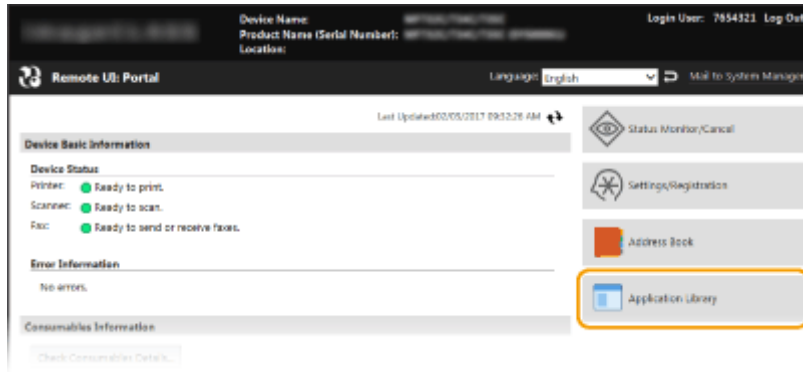 Device Name:
Product Name (Serial Number):
Location:
Login User: 7654321 Log Out
Remote UI: Portal
Language: English
Mail to System Manager
Last Updated:02/03/2017 09:32:26 AM
Device Basic Information
Device Status
Printer: Ready to print.
Scanner: Ready to scan.
Fax: Ready to send or receive faxes.
Error Information
No errors.
Consumables Information
Check Consumables Details...
Status Monitor/Cancel
Settings/Registration
Address Book
Application Library